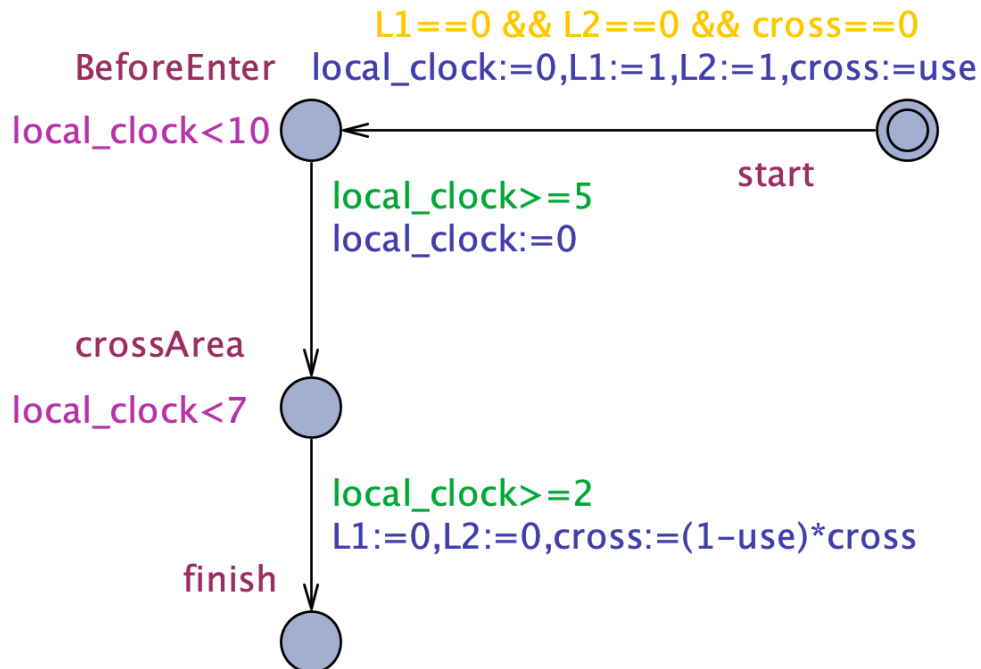 L1==0 && L2==0 && cross==0
BeforeEnter
local_clock:=0,L1:=1,L2:=1,cross:=use
local_clock<10
start
local_clock>=5
local_clock:=0
crossArea
local_clock<7
local_clock>=2
L1:=0,L2:=0,cross:=(1-use)*cross
finish